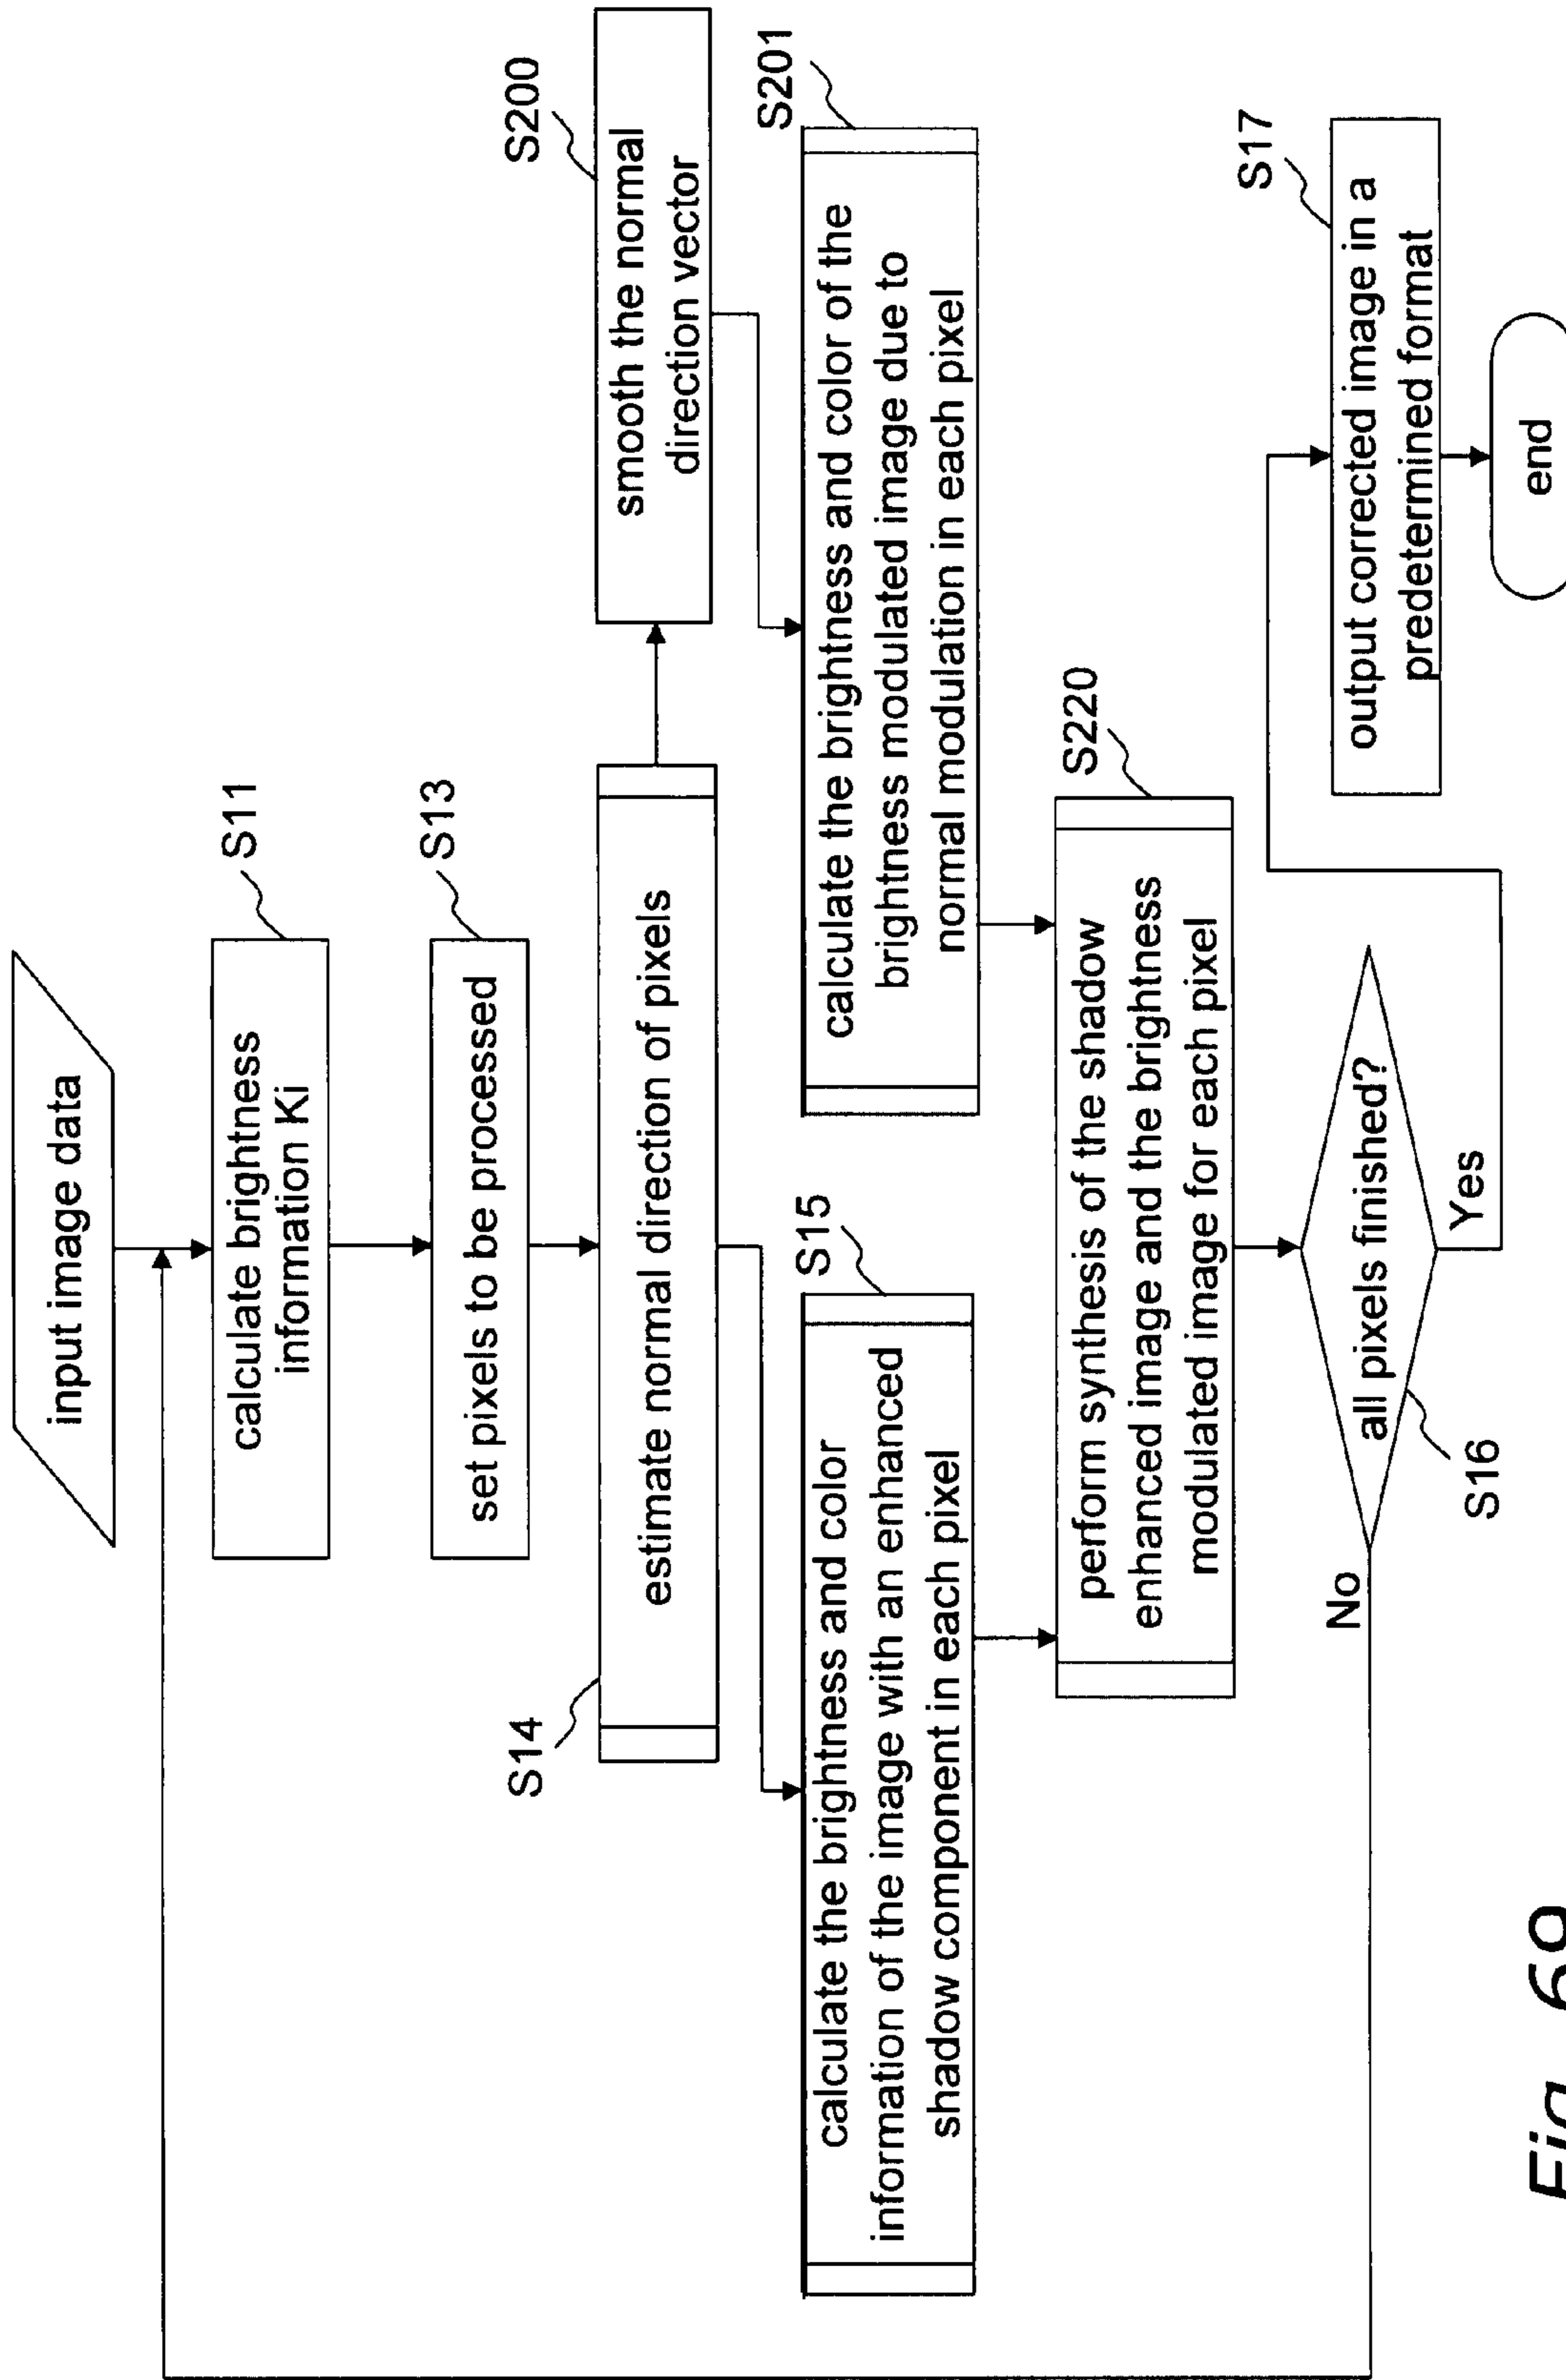 input image data
S11
calculate brightness
information Ki
S13
set pixels to be processed
S14
estimate normal direction of pixels
S200
smooth the normal
direction vector
S15
calculate the brightness and color
information of the image with an enhanced
shadow component in each pixel
S201
calculate the brightness and color of the
brightness modulated image due to
normal modulation in each pixel
S220
perform synthesis of the shadow
enhanced image and the brightness
modulated image for each pixel
No
all pixels finished?
S16
Yes
S17
output corrected image in a
predetermined format
end
Fig. 69